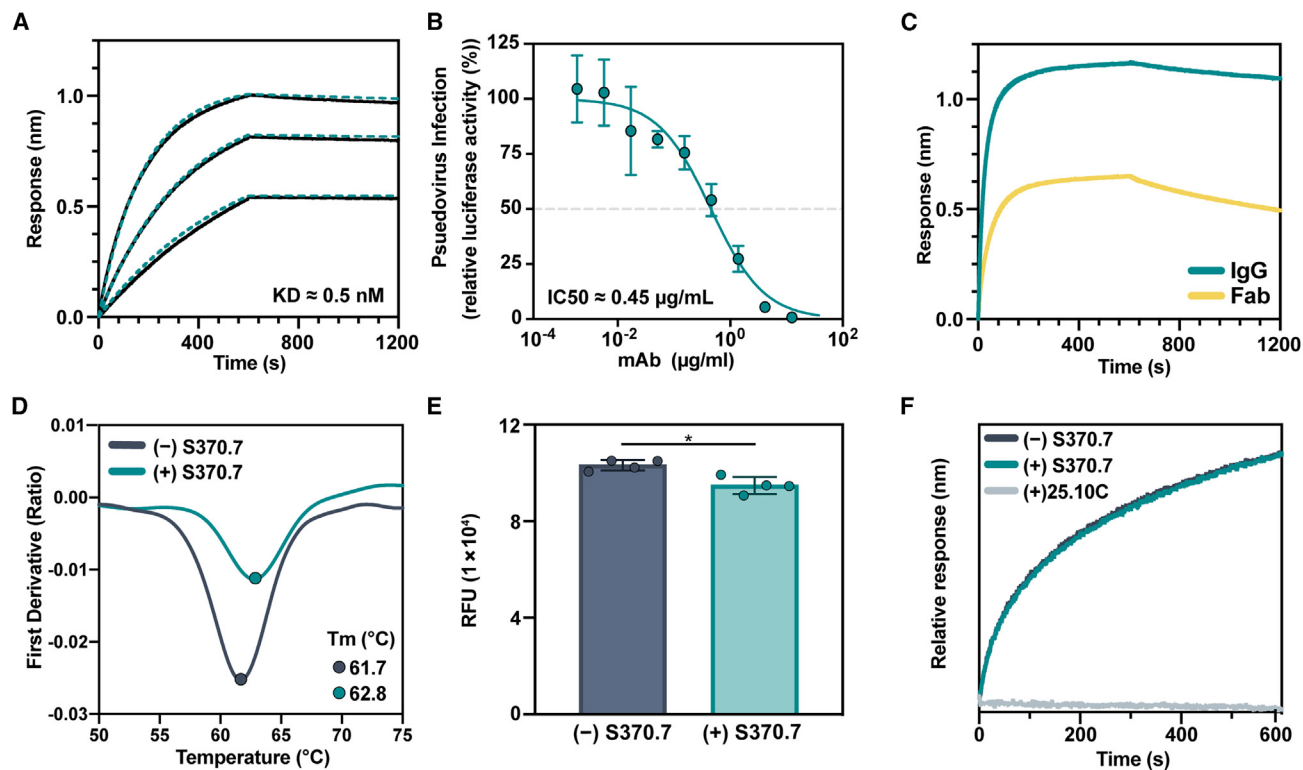 A
1.0
0.5
0.0
Response (nm)
KD ≈ 0.5 nM
0
400
800
1200
Time (s)
B
125
100
75
50
25
0
Psuedovirus Infection
(relative luciferase activity (%))
IC50 ≈ 0.45 µg/mL
10⁻⁴
10⁻²
10⁰
10²
mAb (µg/ml)
C
1.0
0.5
0.0
Response (nm)
IgG
Fab
0
400
800
1200
Time (s)
D
0.01
0.00
-0.01
-0.02
-0.03
First Derivative (Ratio)
(−) S370.7
(+) S370.7
Tm (°C)
61.7
62.8
50
55
60
65
70
75
Temperature (°C)
E
12
8
4
0
RFU (1 × 10⁴)
*
(−) S370.7
(+) S370.7
F
Relative response (nm)
(−) S370.7
(+) S370.7
(+)25.10C
0
200
400
600
Time (s)